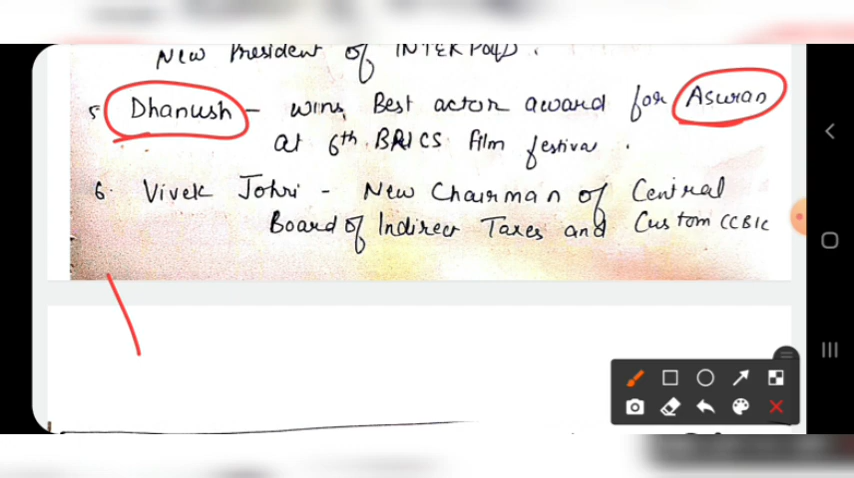 New President of INTERPOL.
5 Dhanush - wins Best actor award for Asuran
at 6th BRICS film festival.
6. Vivek Johri - New Chairman of Central
Board of Indirect Taxes and Custom CCBIC